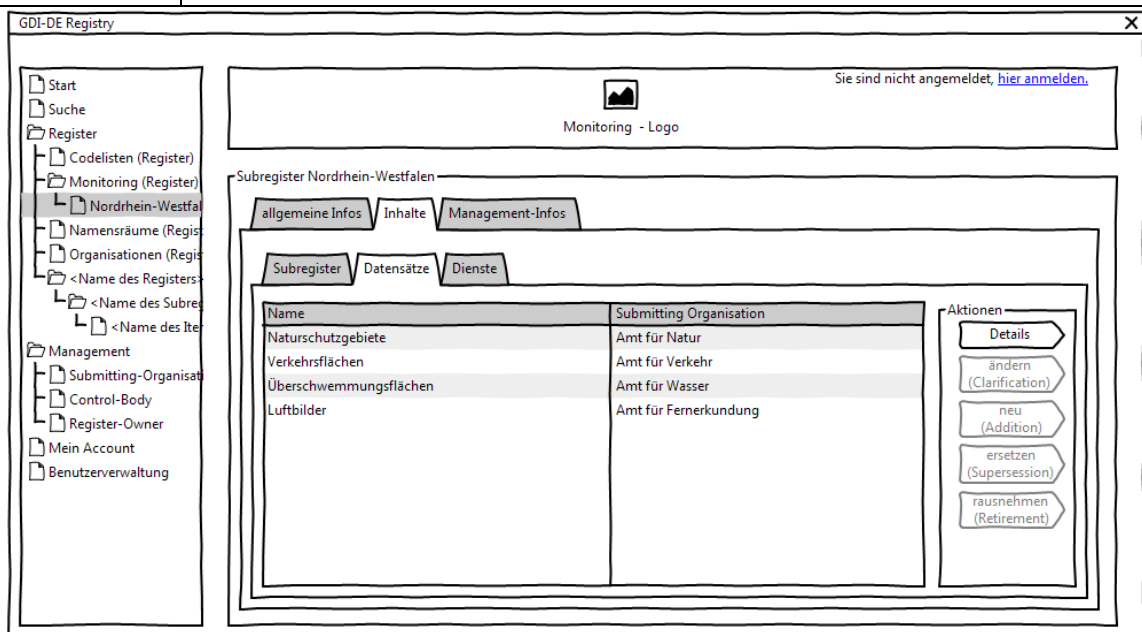 GDI-DE Registry
Start
Suche
Register
Codelisten (Register)
Monitoring (Register)
Nordrhein-Westfal
Namensräume (Regist
Organisationen (Regis
<Name des Registers>
<Name des Subreg
<Name des Iter
Management
Submitting-Organisati
Control-Body
Register-Owner
Mein Account
Benutzerverwaltung
Sie sind nicht angemeldet, hier anmelden.
Monitoring - Logo
Subregister Nordrhein-Westfalen
allgemeine Infos Inhalte Management-Infos
Subregister Datensätze Dienste
Name Submitting Organisation
Naturschutzgebiete Amt für Natur
Verkehrsflächen Amt für Verkehr
Überschwemmungsflächen Amt für Wasser
Luftbilder Amt für Fernerkundung
Aktionen
Details
ändern
(Clarification)
neu
(Addition)
ersetzen
(Supersession)
rausnehmen
(Retirement)